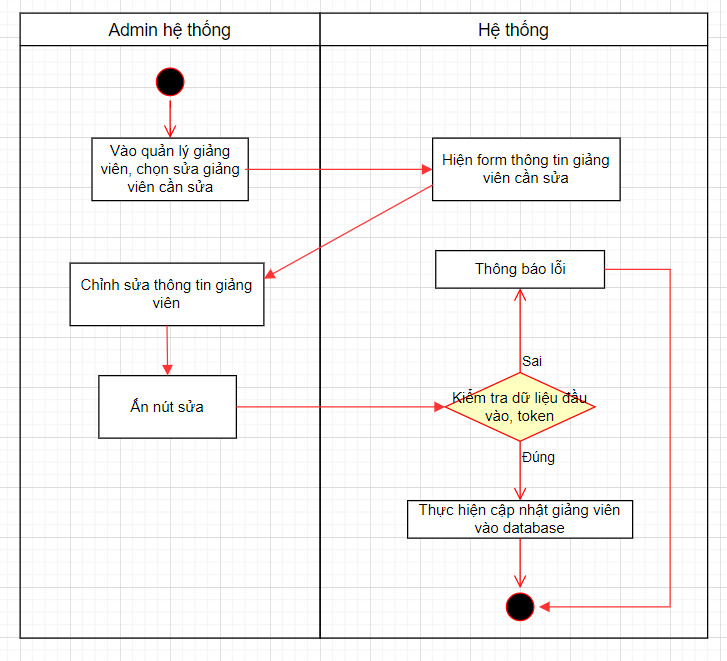 Admin hệ thống
Hệ thống
Vào quản lý giảng
viên, chọn sửa giảng
viên cần sửa
Hiện form thông tin giảng
viên cần sửa
Chỉnh sửa thông tin giảng
viên
Thông báo lỗi
Sai
Ấn nút sửa
Kiểm tra dữ liệu đầu
vào, token
Đúng
Thực hiện cập nhật giảng viên
vào database